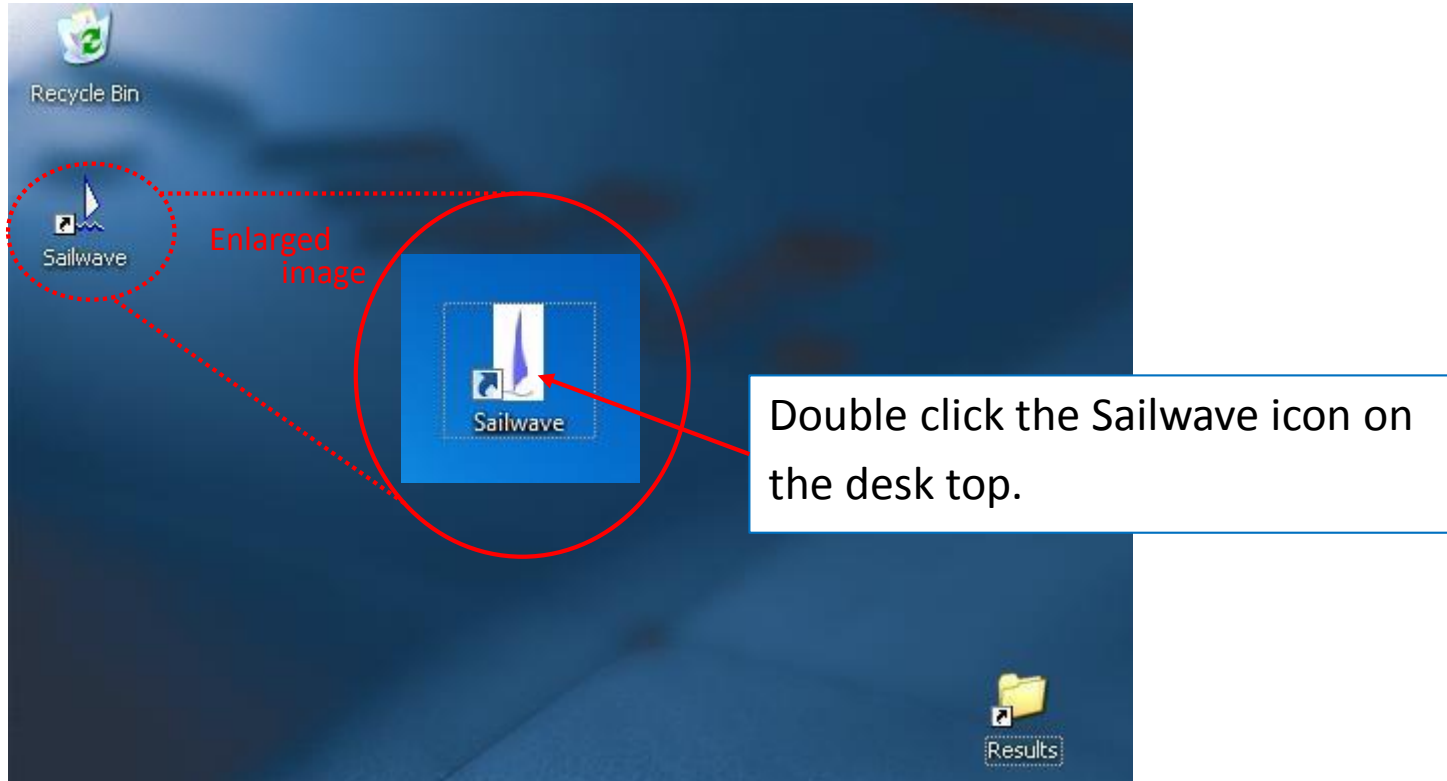 Recycle Bin
Sailwave
Enlarged
image
Sailwave
Double click the Sailwave icon on
the desk top.
Results